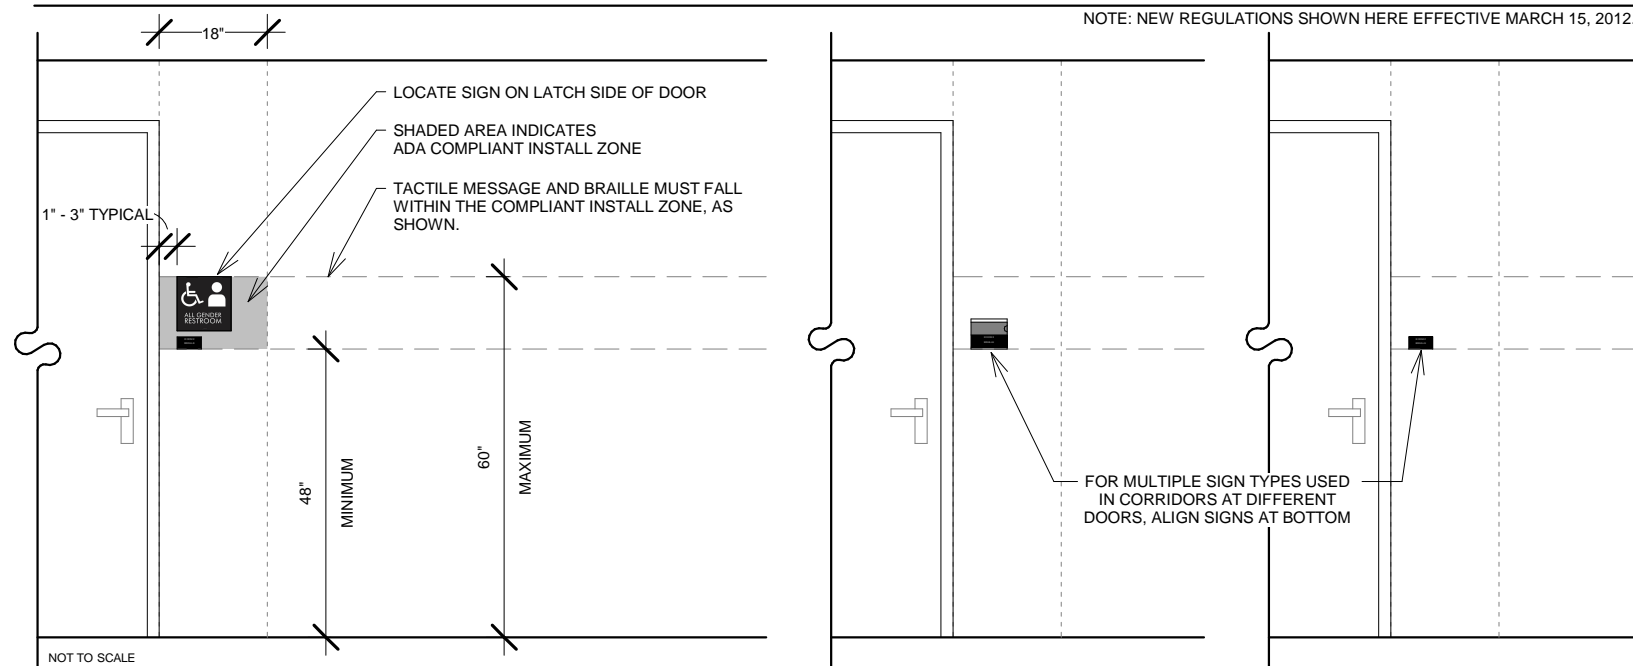 NOTE: NEW REGULATIONS SHOWN HERE EFFECTIVE MARCH 15, 2012.
18"
LOCATE SIGN ON LATCH SIDE OF DOOR
SHADED AREA INDICATES
ADA COMPLIANT INSTALL ZONE
TACTILE MESSAGE AND BRAILLE MUST FALL
WITHIN THE COMPLIANT INSTALL ZONE, AS
SHOWN.
1" - 3" TYPICAL
ALL GENDER
RESTROOM
48"
MINIMUM
60"
MAXIMUM
FOR MULTIPLE SIGN TYPES USED
IN CORRIDORS AT DIFFERENT
DOORS, ALIGN SIGNS AT BOTTOM
NOT TO SCALE